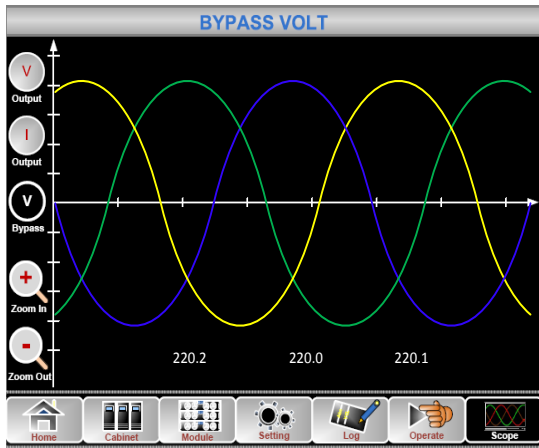 BYPASS VOLT
V
Output
I
Output
V
Bypass
+
Zoom In
-
Zoom Out
220.2 220.0 220.1
Home Cabinet Module Setting Log Operate Scope